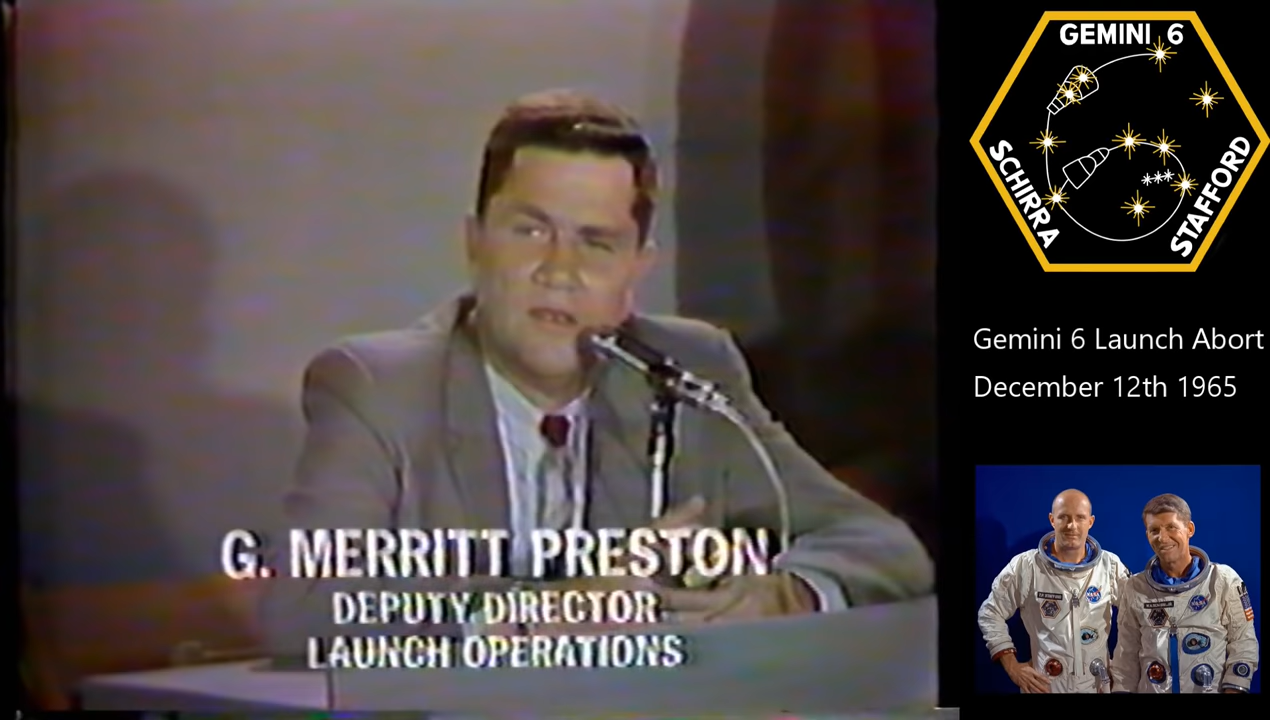 G. MERRITT PRESTON
DEPUTY DIRECTOR
LAUNCH OPERATIONS
GEMINI 6
SCHIRRA
STAFFORD
Gemini 6 Launch Abort
December 12th 1965